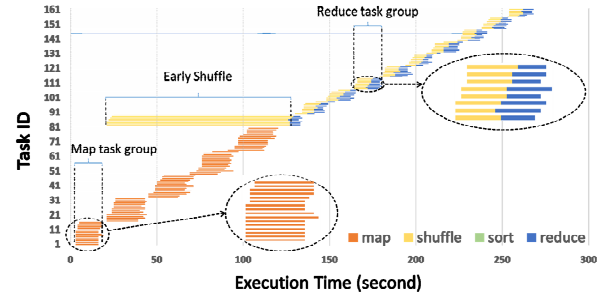 161
151
141
131
121
111
101
91
81
71
61
51
41
31
21
11
1
Task ID
Reduce task group
Early Shuffle
Map task group
map
shuffle
sort
reduce
0
50
100
150
200
250
300
Execution Time (second)